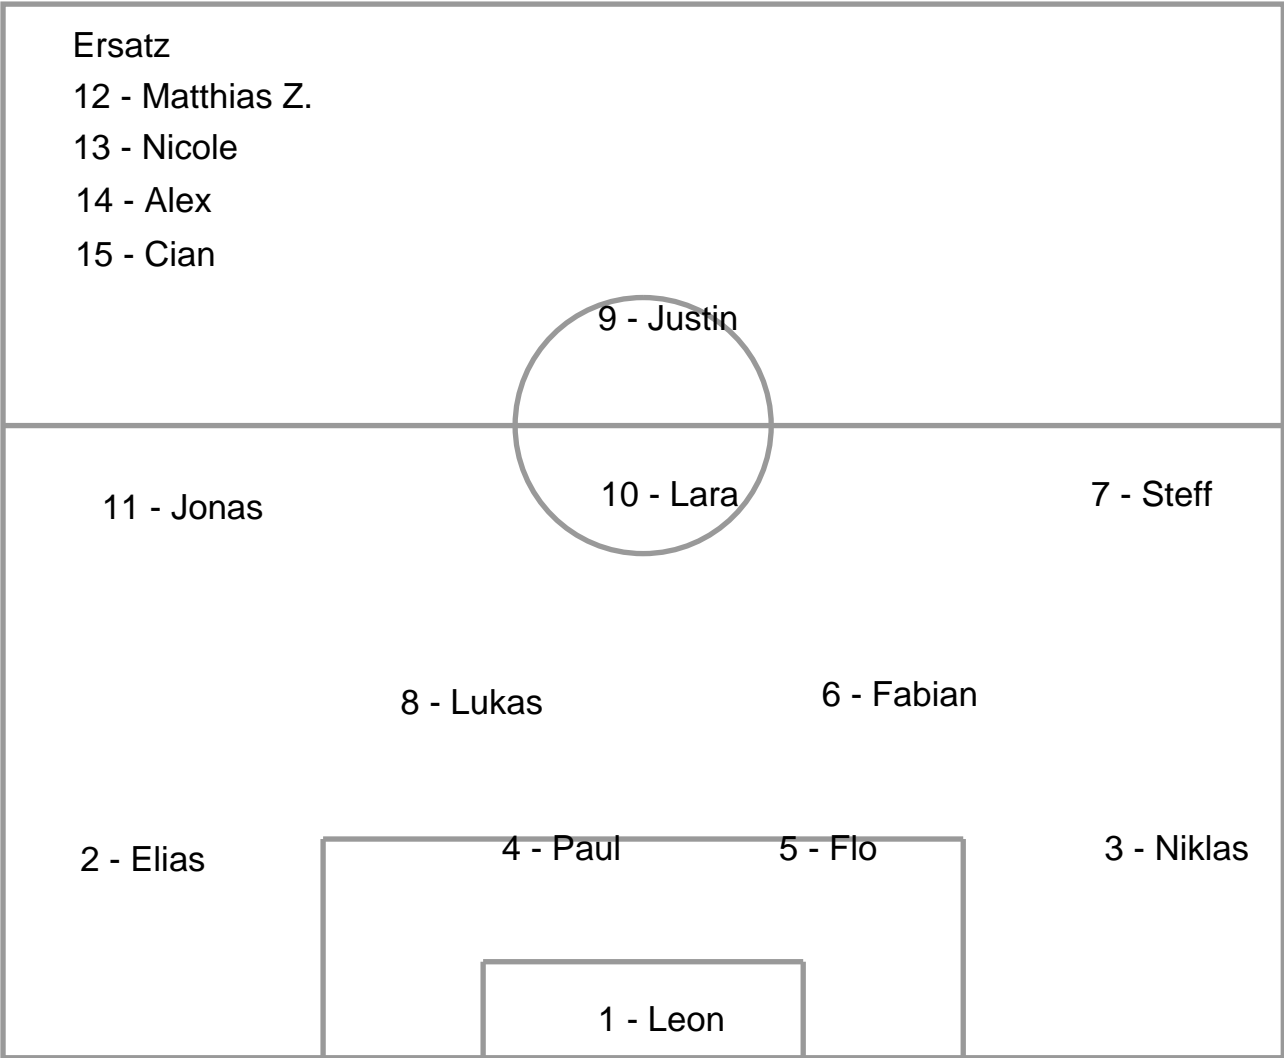 Ersatz
12 - Matthias Z.
13 - Nicole
14 - Alex
15 - Cian
9 - Justin
11 - Jonas
10 - Lara
7 - Steff
8 - Lukas
6 - Fabian
2 - Elias
4 - Paul
5 - Flo
3 - Niklas
1 - Leon